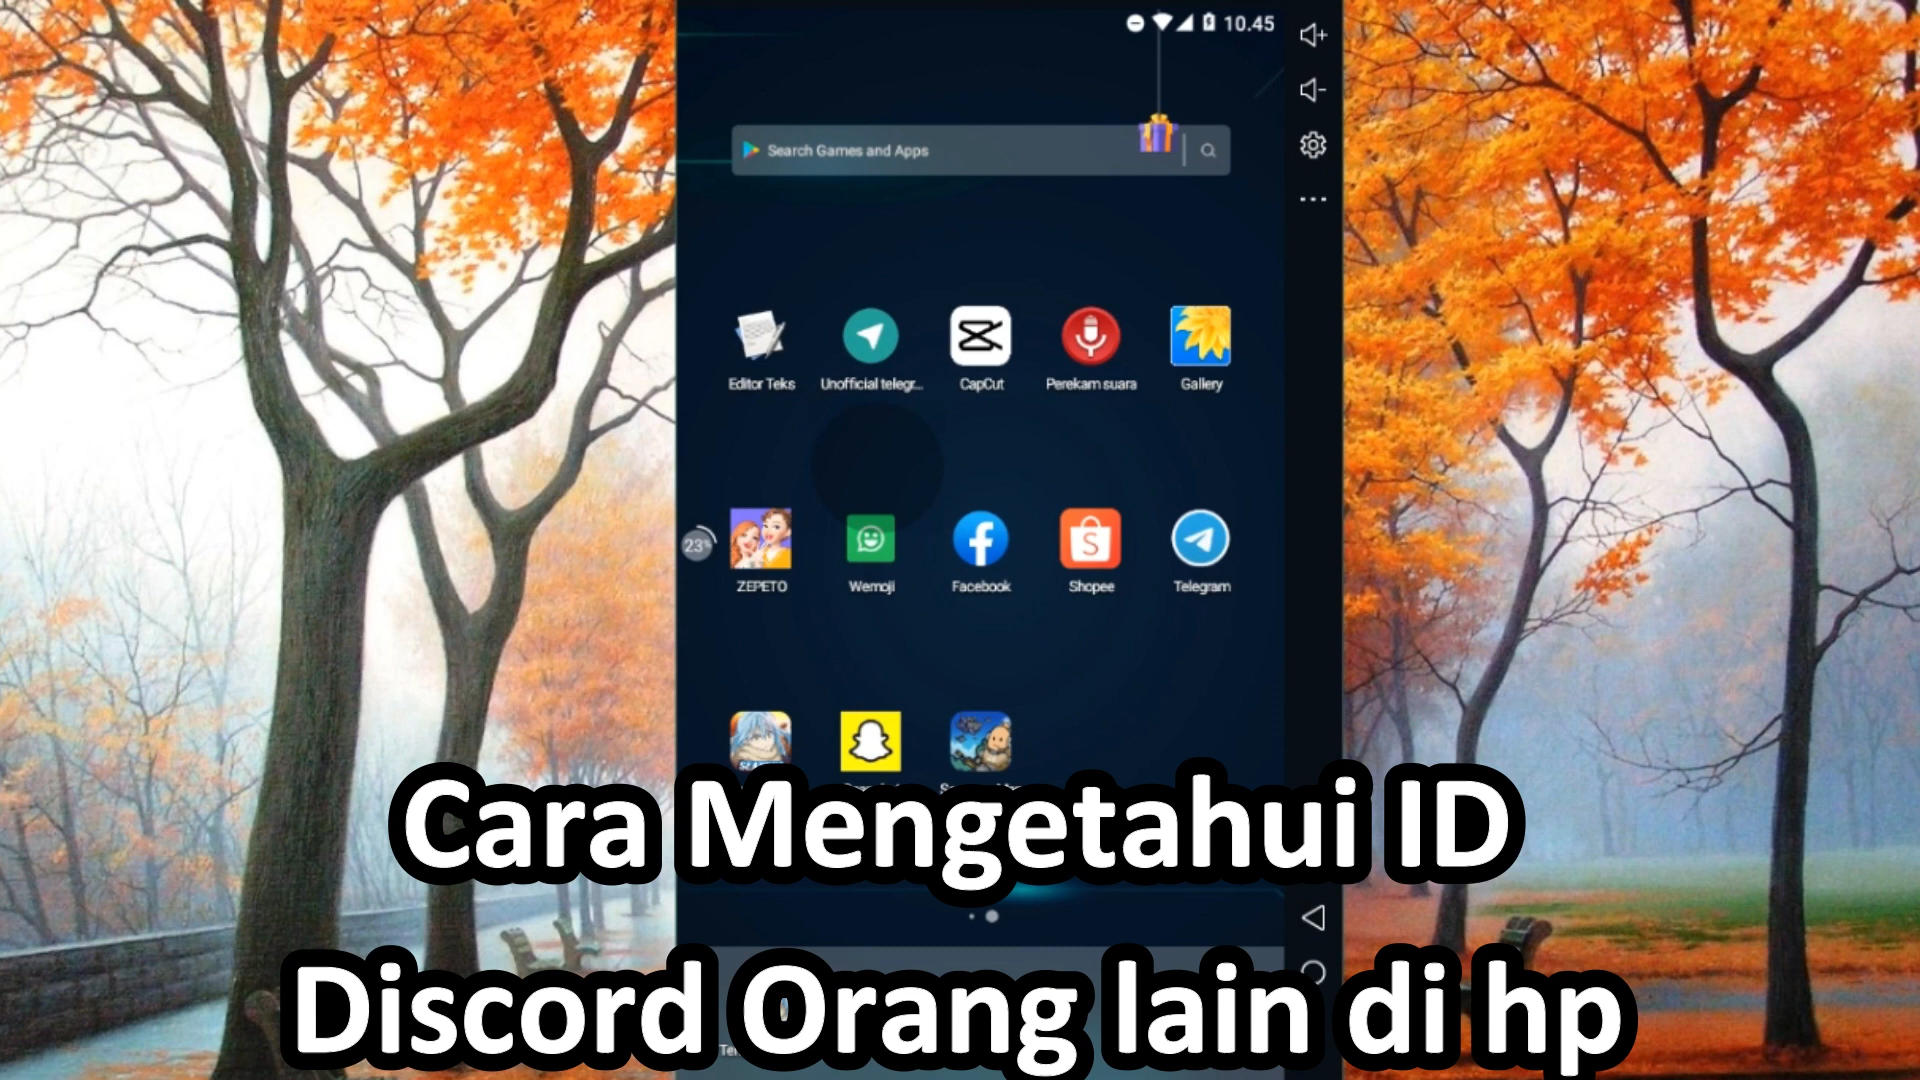 10.45
Search Games and Apps
Editor Teks
Unofficial telegr...
CapCut
Perekam suara
Gallery
23%
ZEPETO
Wemoji
Facebook
Shopee
Telegram
Cara Mengetahui ID
Discord Orang lain di hp